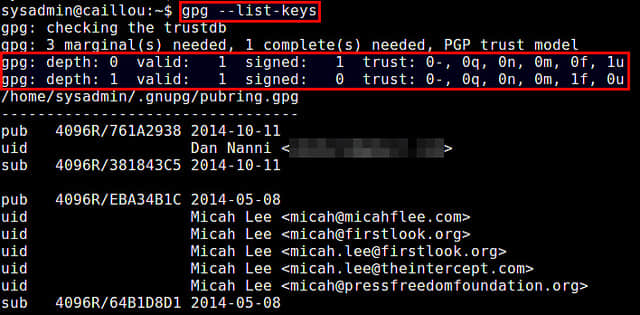 sysadmin@caillou:~$ gpg --list-keys
gpg: checking the trustdb
gpg: 3 marginal(s) needed, 1 complete(s) needed, PGP trust model
gpg: depth: 0  valid:   1  signed:   1  trust: 0-, 0q, 0n, 0m, 0f, 1u
gpg: depth: 1  valid:   1  signed:   0  trust: 0-, 0q, 0n, 0m, 1f, 0u
/home/sysadmin/.gnupg/pubring.gpg
---------------------------------
pub   4096R/761A2938 2014-10-11
uid                  Dan Nanni < >
sub   4096R/381843C5 2014-10-11
pub   4096R/EBA34B1C 2014-05-08
uid                  Micah Lee <micah@micahflee.com>
uid                  Micah Lee <micah@firstlook.org>
uid                  Micah Lee <micah.lee@firstlook.org>
uid                  Micah Lee <micah.lee@theintercept.com>
uid                  Micah Lee <micah@pressfreedomfoundation.org>
sub   4096R/64B1D8D1 2014-05-08